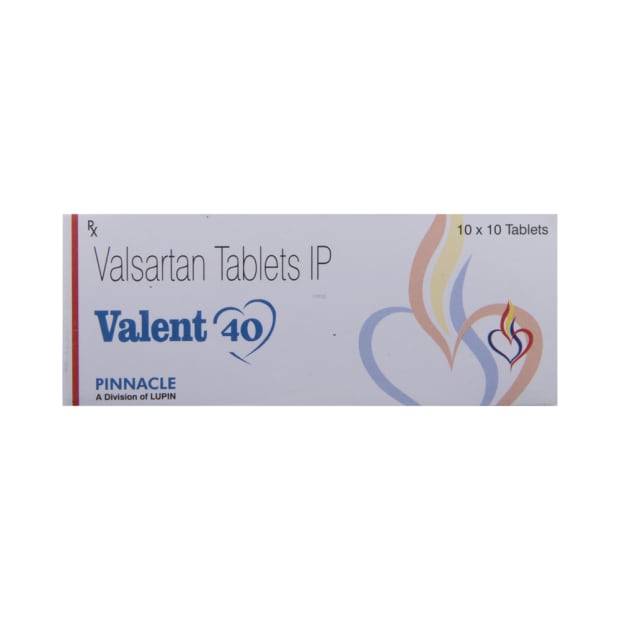 Rx
10 x 10 Tablets
Valsartan Tablets IP
Valent 40
PINNACLE
A Division of LUPIN